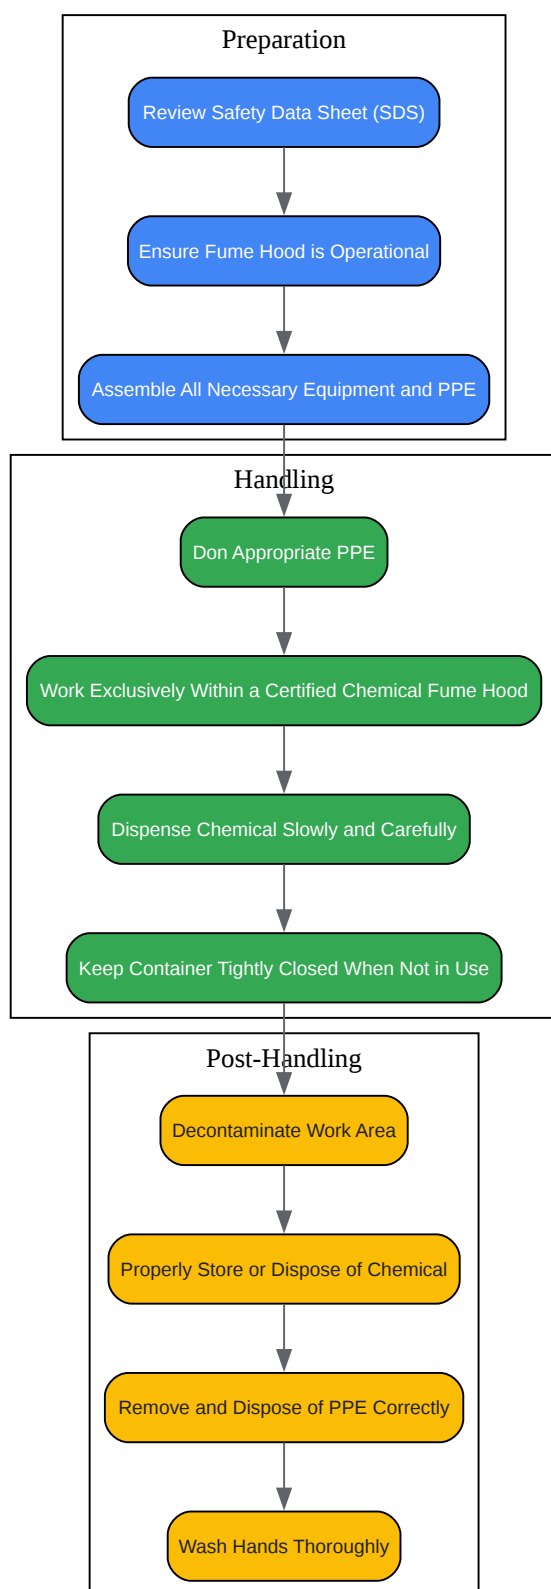 Preparation
Review Safety Data Sheet (SDS)
Ensure Fume Hood is Operational
Assemble All Necessary Equipment and PPE
Handling
Don Appropriate PPE
Work Exclusively Within a Certified Chemical Fume Hood
Dispense Chemical Slowly and Carefully
Keep Container Tightly Closed When Not in Use
Post-Handling
Decontaminate Work Area
Properly Store or Dispose of Chemical
Remove and Dispose of PPE Correctly
Wash Hands Thoroughly